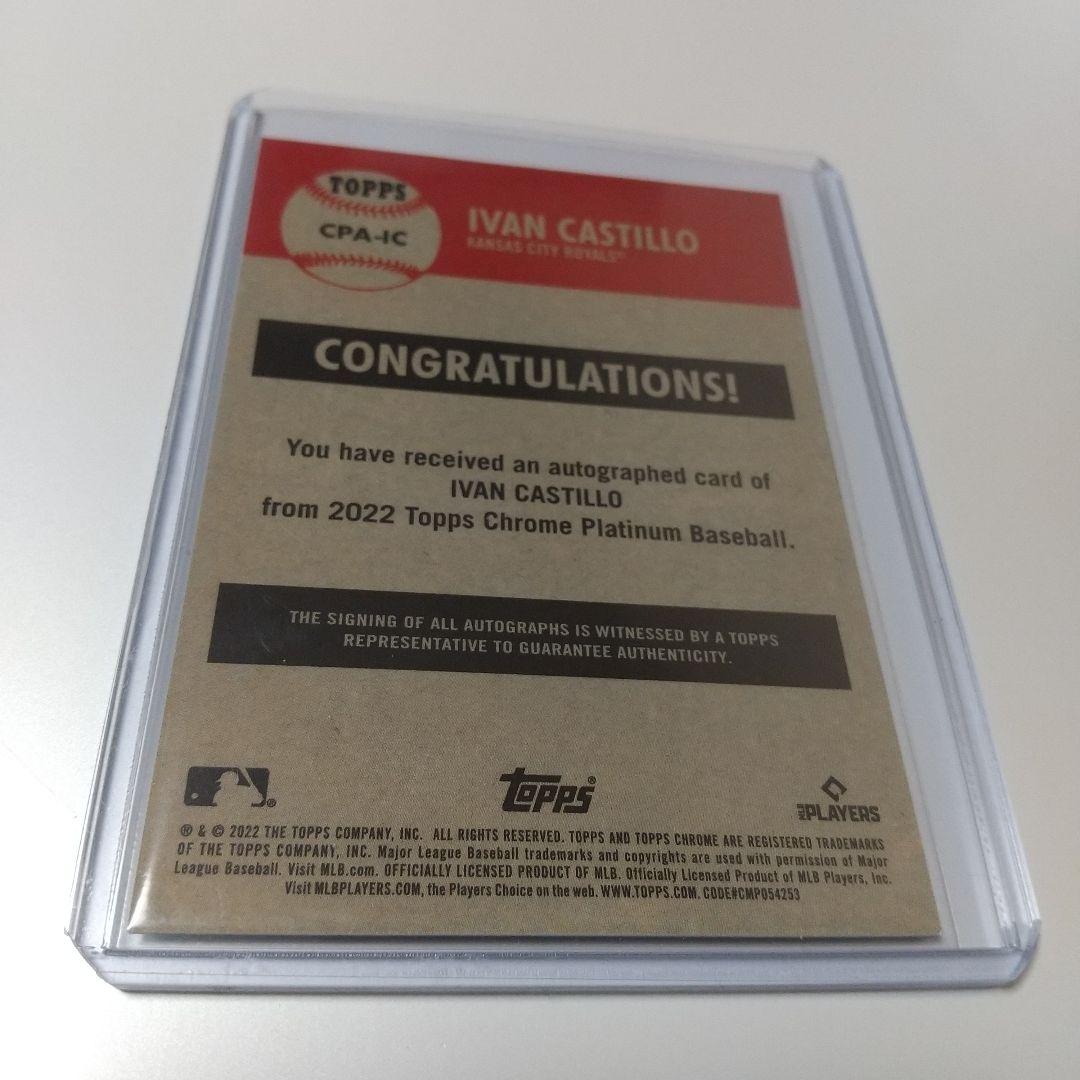 TOPPS
CPA-IC
IVAN CASTILLO
KANSAS CITY ROYALS®
CONGRATULATIONS!
You have received an autographed card of
IVAN CASTILLO
from 2022 Topps Chrome Platinum Baseball.
THE SIGNING OF ALL AUTOGRAPHS IS WITNESSED BY A TOPPS
REPRESENTATIVE TO GUARANTEE AUTHENTICITY.
topps®
MLB PLAYERS
® & © 2022 THE TOPPS COMPANY, INC. ALL RIGHTS RESERVED. TOPPS AND TOPPS CHROME ARE REGISTERED TRADEMARKS
OF THE TOPPS COMPANY, INC. Major League Baseball trademarks and copyrights are used with permission of Major
League Baseball. Visit MLB.com. OFFICIALLY LICENSED PRODUCT OF MLB. Officially Licensed Product of MLB Players, Inc.
Visit MLBPLAYERS.COM, the Players Choice on the web. WWW.TOPPS.COM. CODE#CMP054253